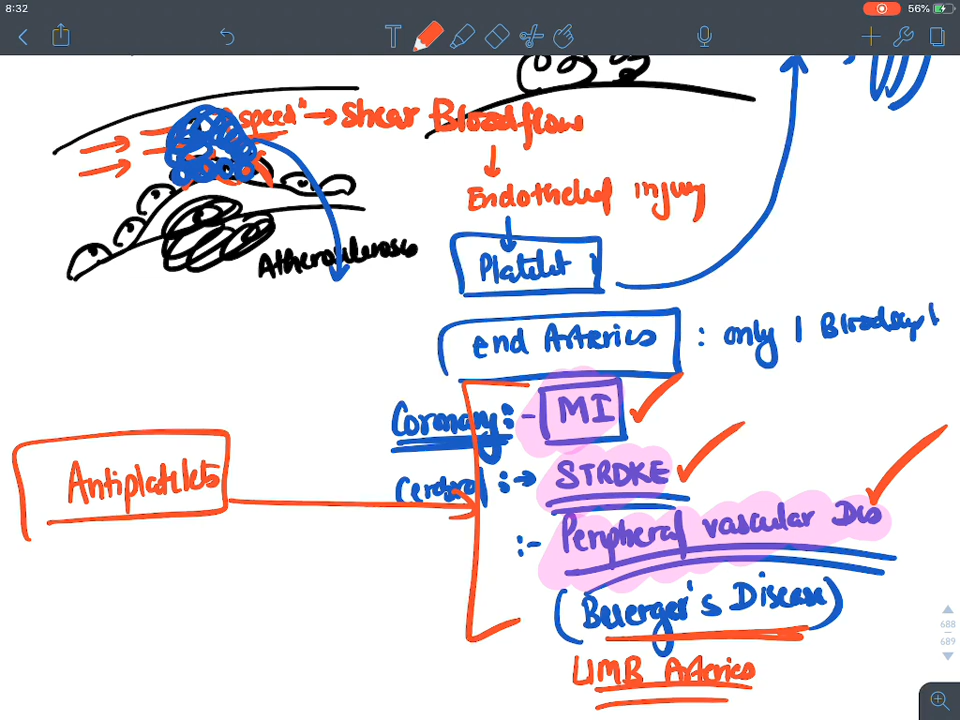 8:32
56%
T
speed → shear Bloodflow
Endothelial injury
Atherosclerosis
Platelet
end Arteries : only 1 Blood
Coronary :- MI
Cerebral :→ STROKE
Antiplatelets
:- Peripheral vascular Dis
(Buerger's Disease)
LIMB Arteries
688
689